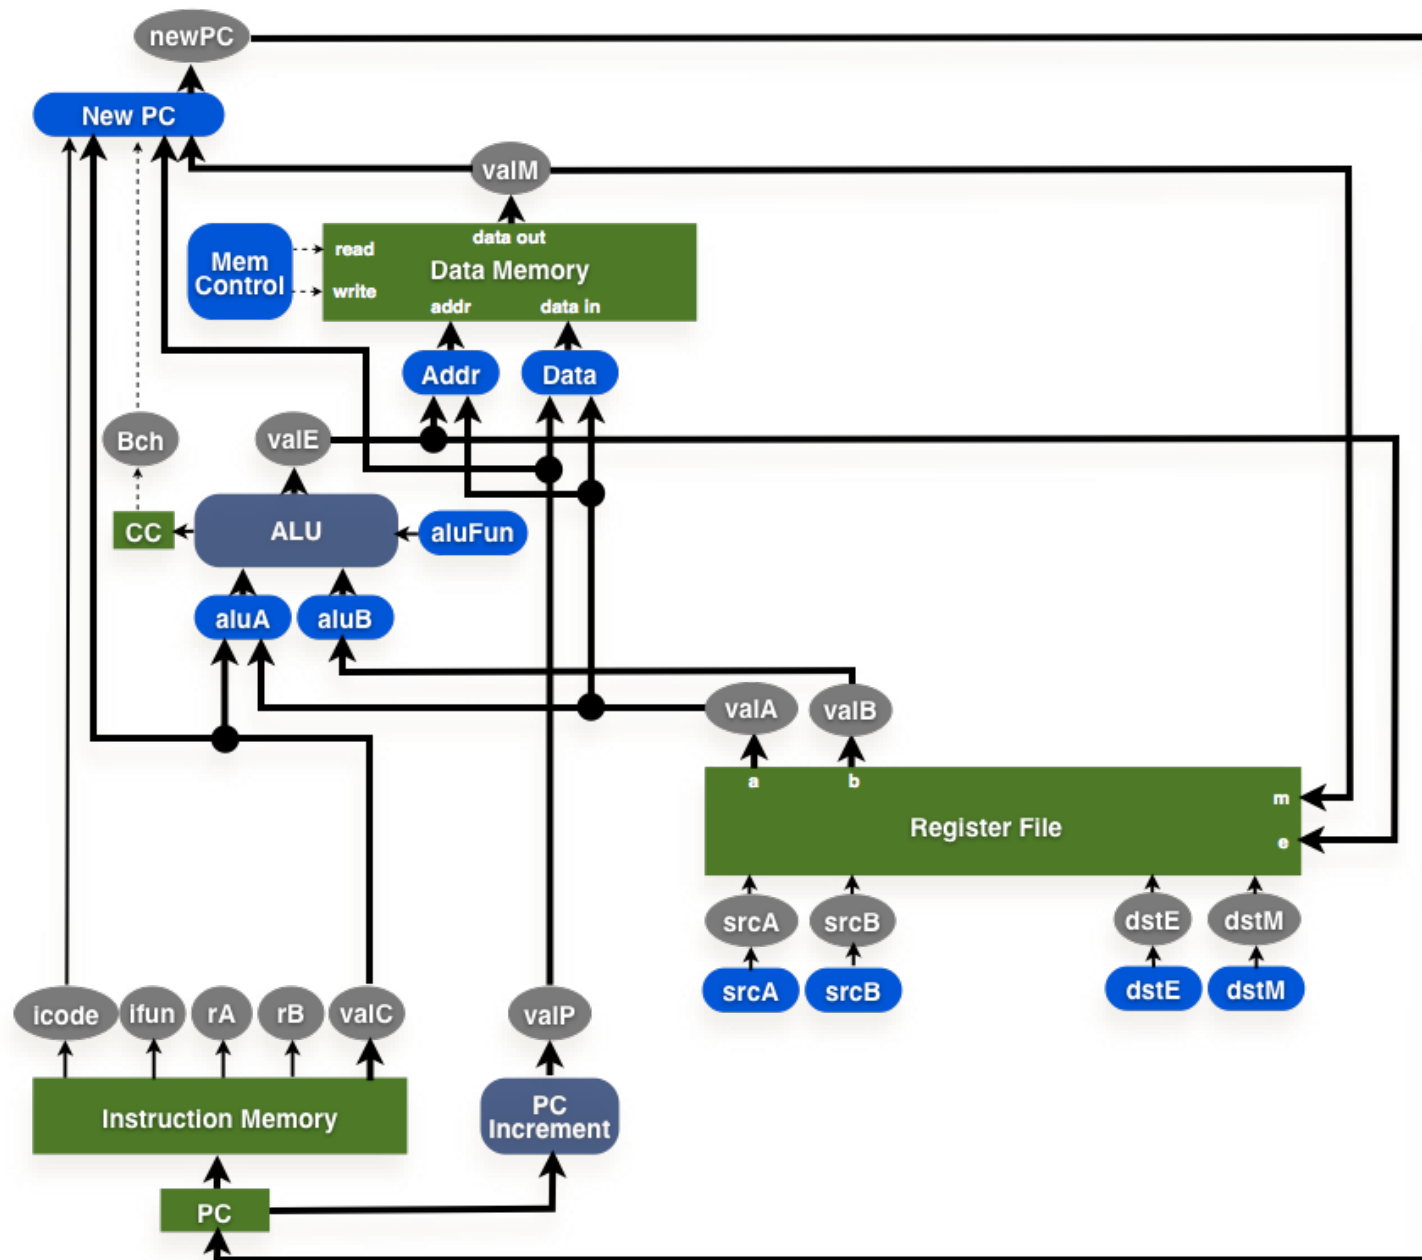 newPC
New PC
valM
data out
read
Mem
Control
Data Memory
write
addr
data in
Addr
Data
Bch
valE
CC
ALU
aluFun
aluA
aluB
valA
valB
a
b
m
Register File
e
srcA
srcB
dstE
dstM
srcA
srcB
dstE
dstM
icode
ifun
rA
rB
valC
valP
Instruction Memory
PC
Increment
PC